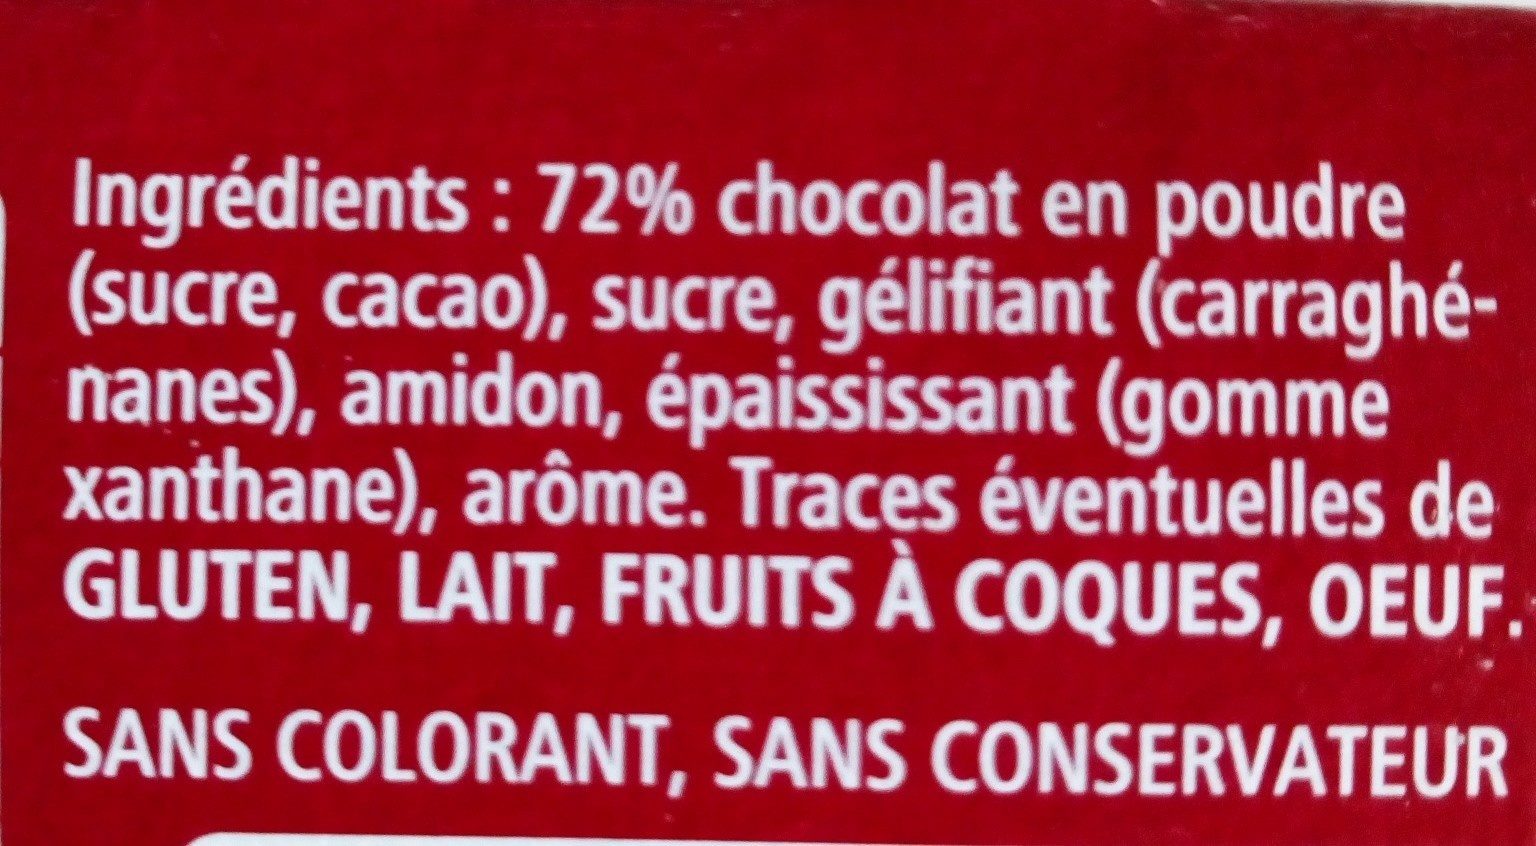 Ingrédients : 72% chocolat en poudre
(sucre, cacao), sucre, gélifiant (carraghé-
nanes), amidon, épaississant (gomme
xanthane), arôme. Traces éventuelles de
GLUTEN, LAIT, FRUITS À COQUES, OEUF.
SANS COLORANT, SANS CONSERVATEUR